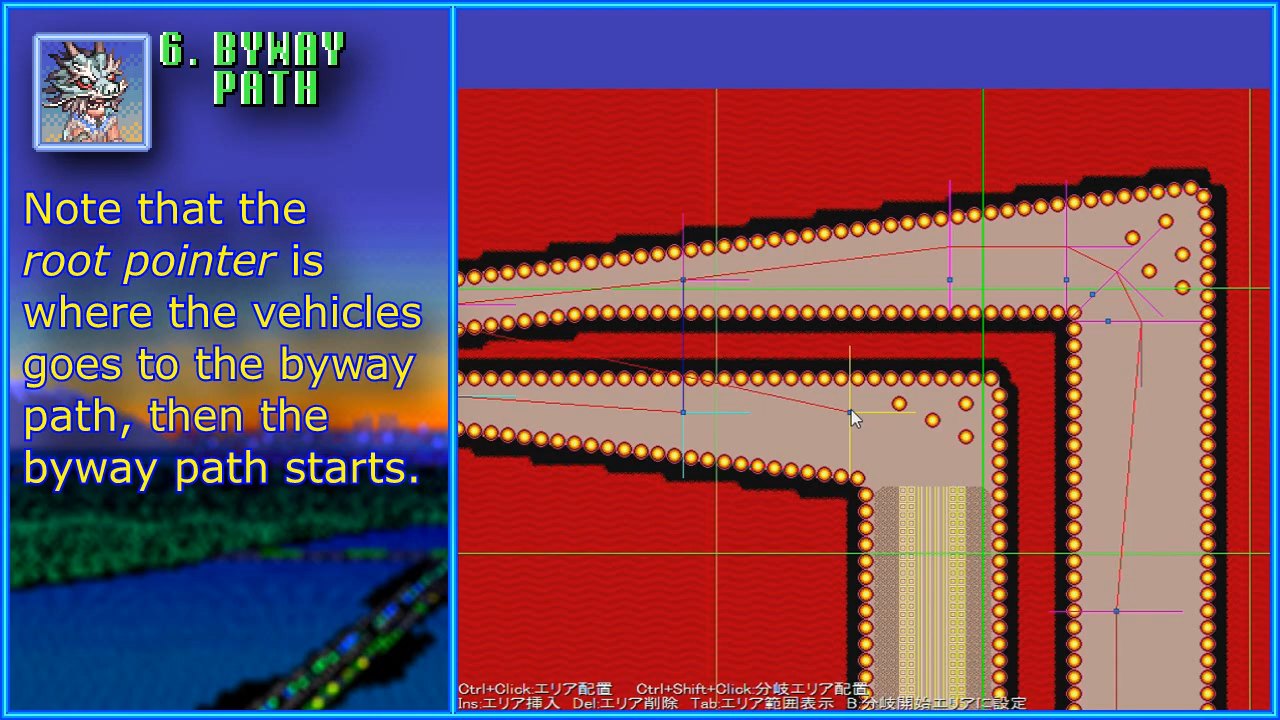 6. BYWAY
PATH
Note that the
root pointer is
where the vehicles
goes to the byway
path, then the
byway path starts.
Ctrl+Click:エリア配置 Ctrl+Shift+Click:分岐エリア配置
Ins:エリア挿入 Del:エリア削除 Tab:エリア範囲表示 B:分岐開始エリアに設定